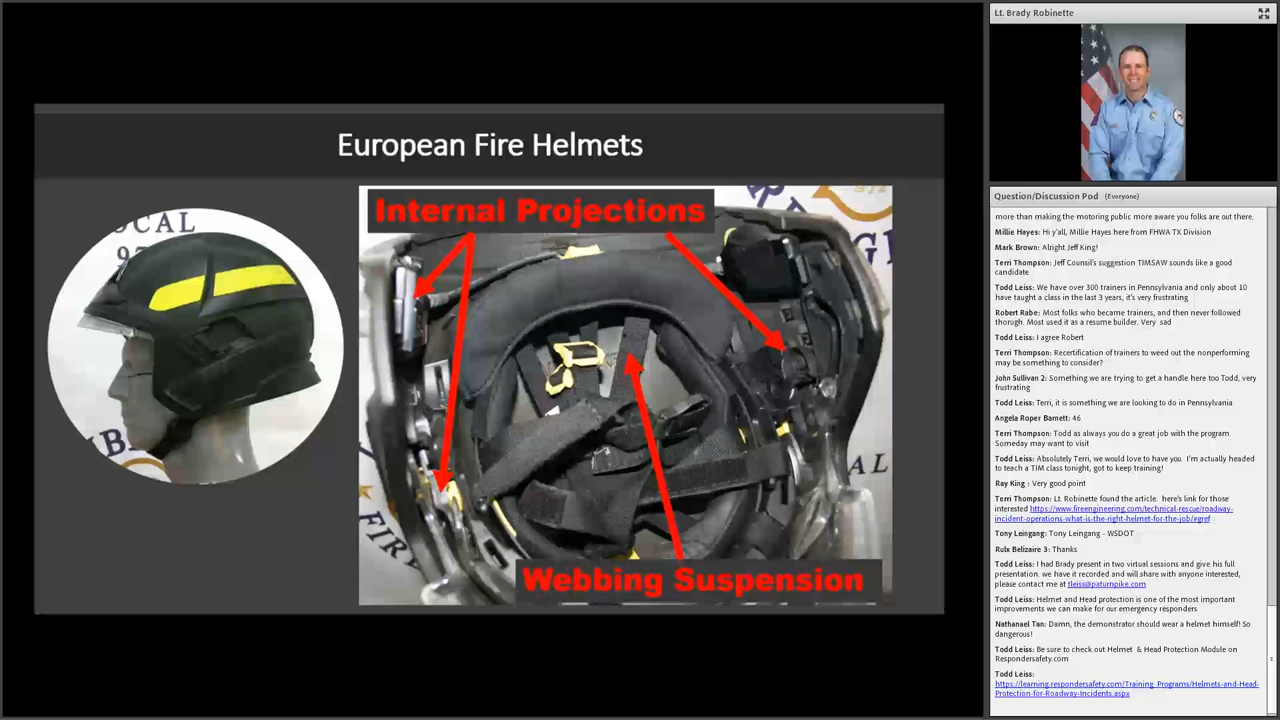 European Fire Helmets
LOCAL
Internal Projections
Webbing Suspension
AL
FIR
Lt. Brady Robinette
Question/Discussion Pod (Everyone)
more than making the motoring public more aware you folks are out there.
Millie Hayes: Hi y'all, Millie Hayes here from FHWA TX Division
Mark Brown: Alright Jeff King!
Terri Thompson: Jeff Counsil's suggestion TIMSAW sounds like a good
candidate
Todd Leiss: We have over 300 trainers in Pennsylvania and only about 10
have taught a class in the last 3 years, it's very frustrating
Robert Rabe: Most folks who became trainers, and then never followed
thorugh. Most used it as a resume builder. Very sad
Todd Leiss: I agree Robert
Terri Thompson: Recertification of trainers to weed out the nonperforming
may be something to consider?
John Sullivan 2: Something we are trying to get a handle here too Todd, very
frustrating
Todd Leiss: Terri, it is something we are looking to do in Pennsylvania
Angela Roper Barnett: 46
Terri Thompson: Todd as always you do a great job with the program.
Someday may want to visit
Todd Leiss: Absolutely Terri, we would love to have you I'm actually headed
to teach a TIM class tonight, got to keep training!
Ray King : Very good point
Terri Thompson: Lt. Robinette found the article. here's link for those
interested https://www.fireengineering.com/technical-rescue/roadway-
incident-operations-what-is-the-right-helmet-for-the-job/#gref
Tony Leingang: Tony Leingang - WSDOT
Rulx Belizaire 3: Thanks
Todd Leiss: I had Brady present in two virtual sessions and give his full
presentation. we have it recorded and will share with anyone interested,
please contact me at tleiss@paturnpike.com
Todd Leiss: Helmet and Head protection is one of the most important
improvements we can make for our emergency responders
Nathanael Tan: Damn, the demonstrator should wear a helmet himself! So
dangerous!
Todd Leiss: Be sure to check out Helmet & Head Protection Module on
Respondersafety.com
Todd Leiss:
https://learning.respondersafety.com/Training_Programs/Helmets-and-Head-
Protection-for-Roadway-Incidents.aspx